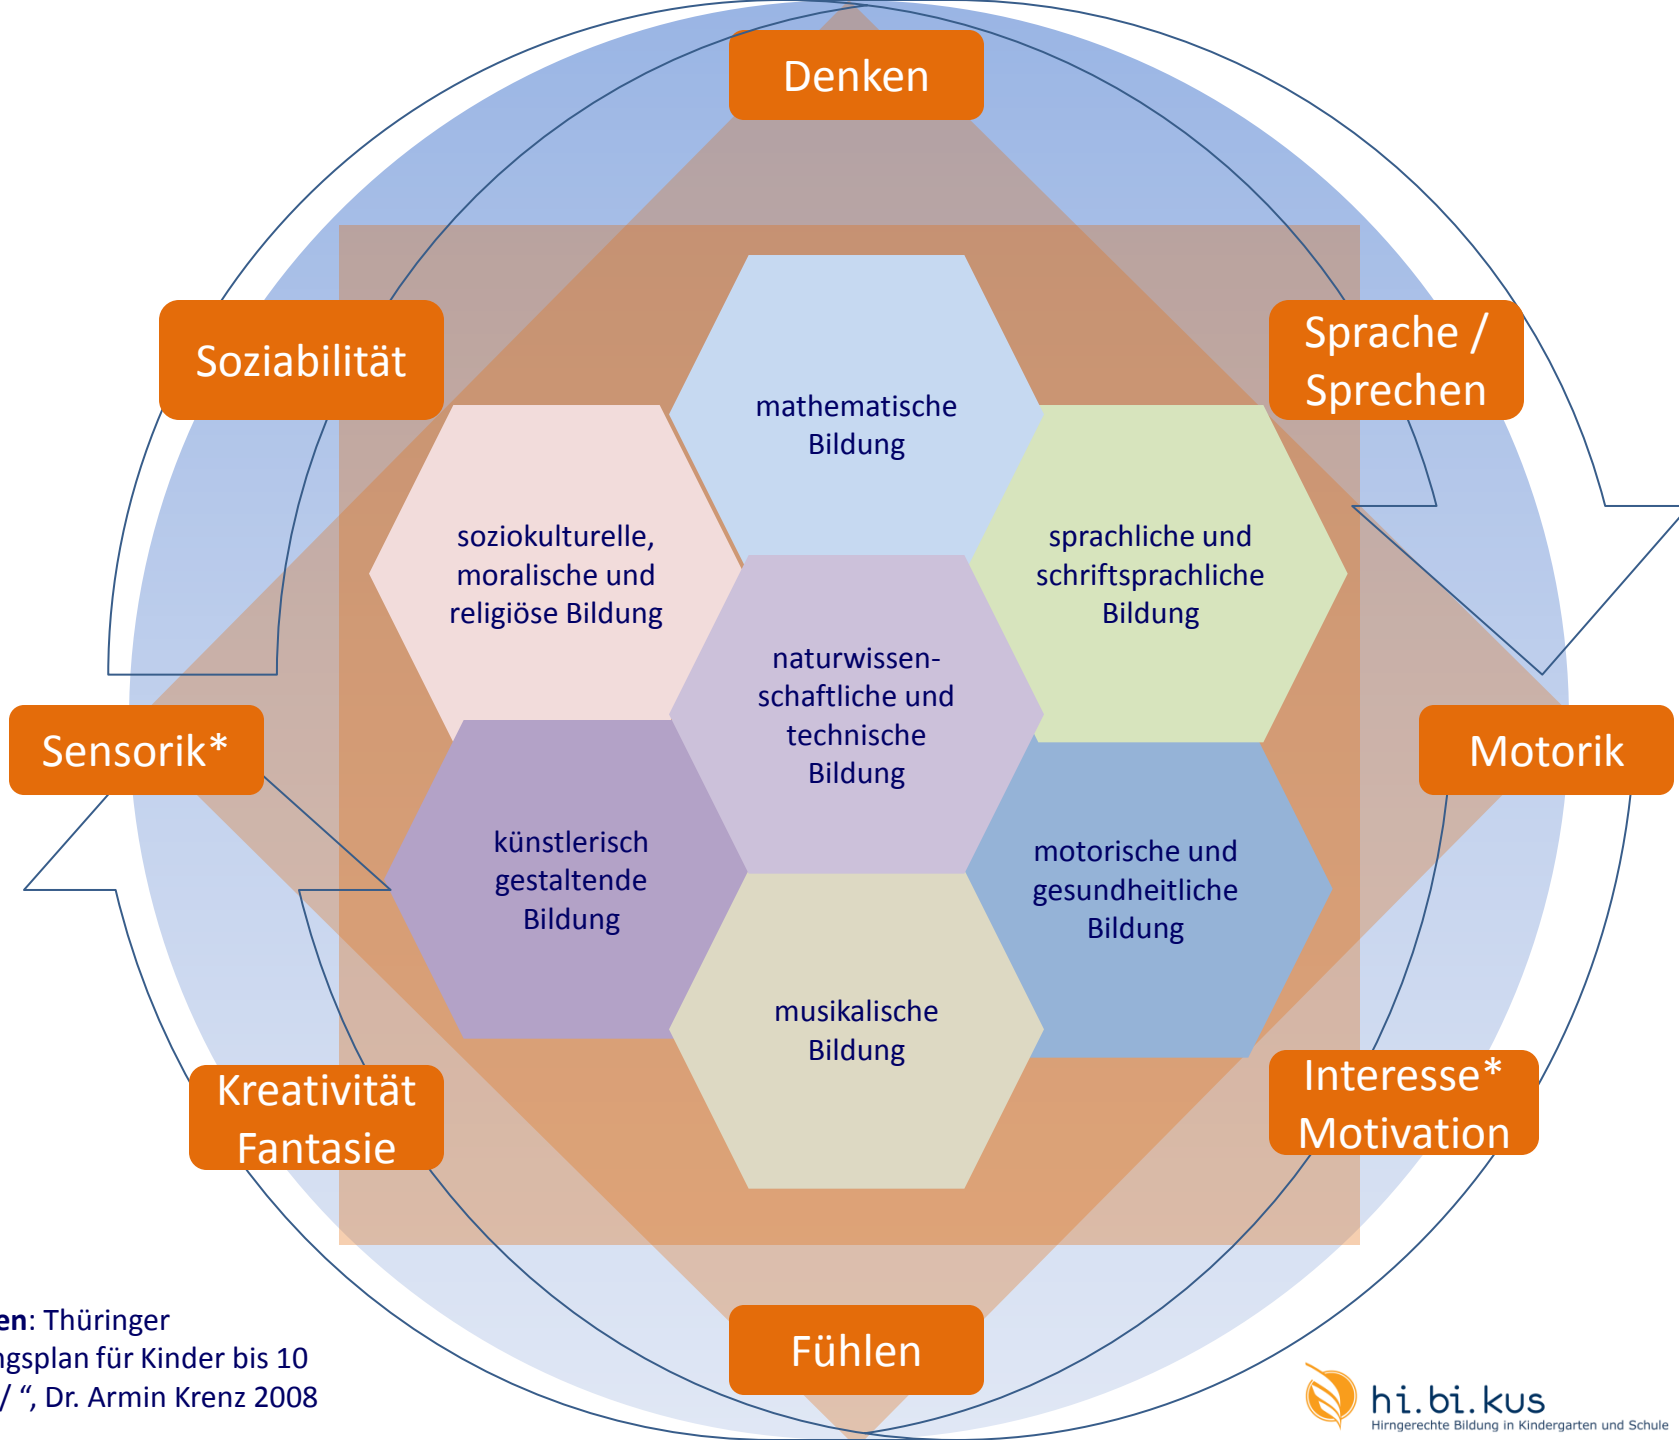 Denken
Soziabilität
Sprache /
Sprechen
mathematische
Bildung
soziokulturelle,
moralische und
religiöse Bildung
sprachliche und
schriftsprachliche
Bildung
naturwissen-
schaftliche und
technische
Bildung
Sensorik*
Motorik
künstlerisch
gestaltende
Bildung
motorische und
gesundheitliche
Bildung
musikalische
Bildung
Kreativität
Fantasie
Interesse*
Motivation
Fühlen
en: Thüringer
ngsplan für Kinder bis 10
/ “, Dr. Armin Krenz 2008
hi.bi.kus
Hirngerechte Bildung in Kindergarten und Schule